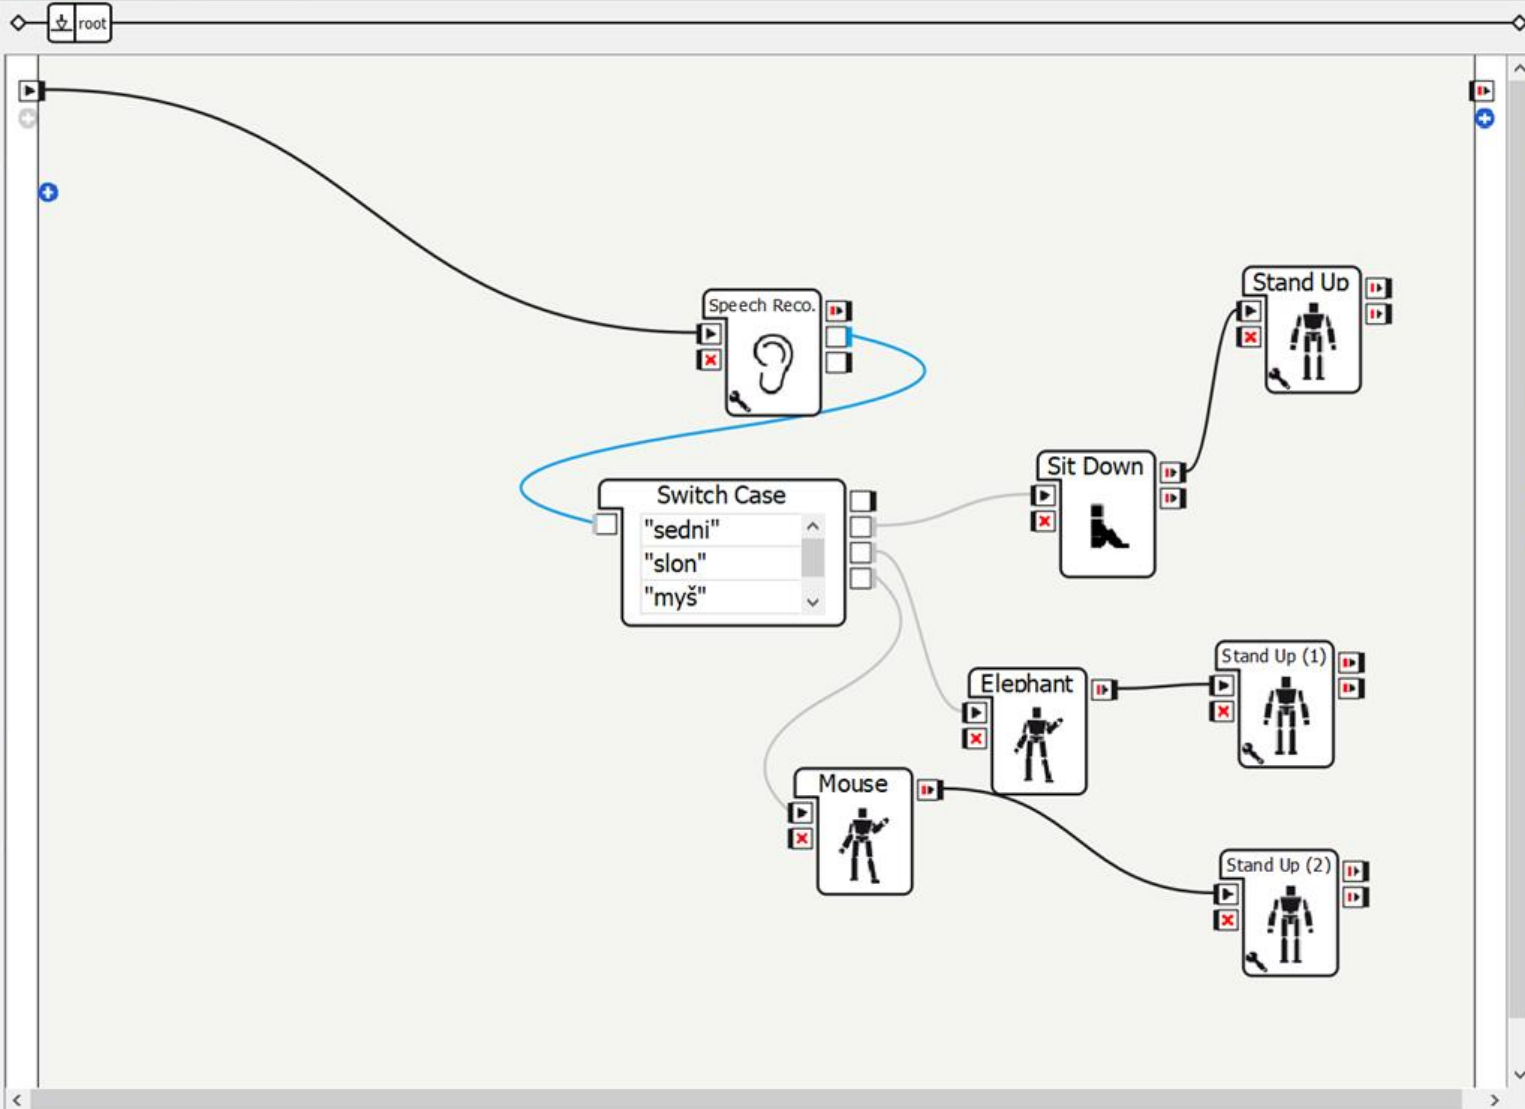 root
Speech Reco.
Stand Up
Sit Down
Switch Case
"sedni"
"slon"
"myš"
Elephant
Stand Up (1)
Mouse
Stand Up (2)